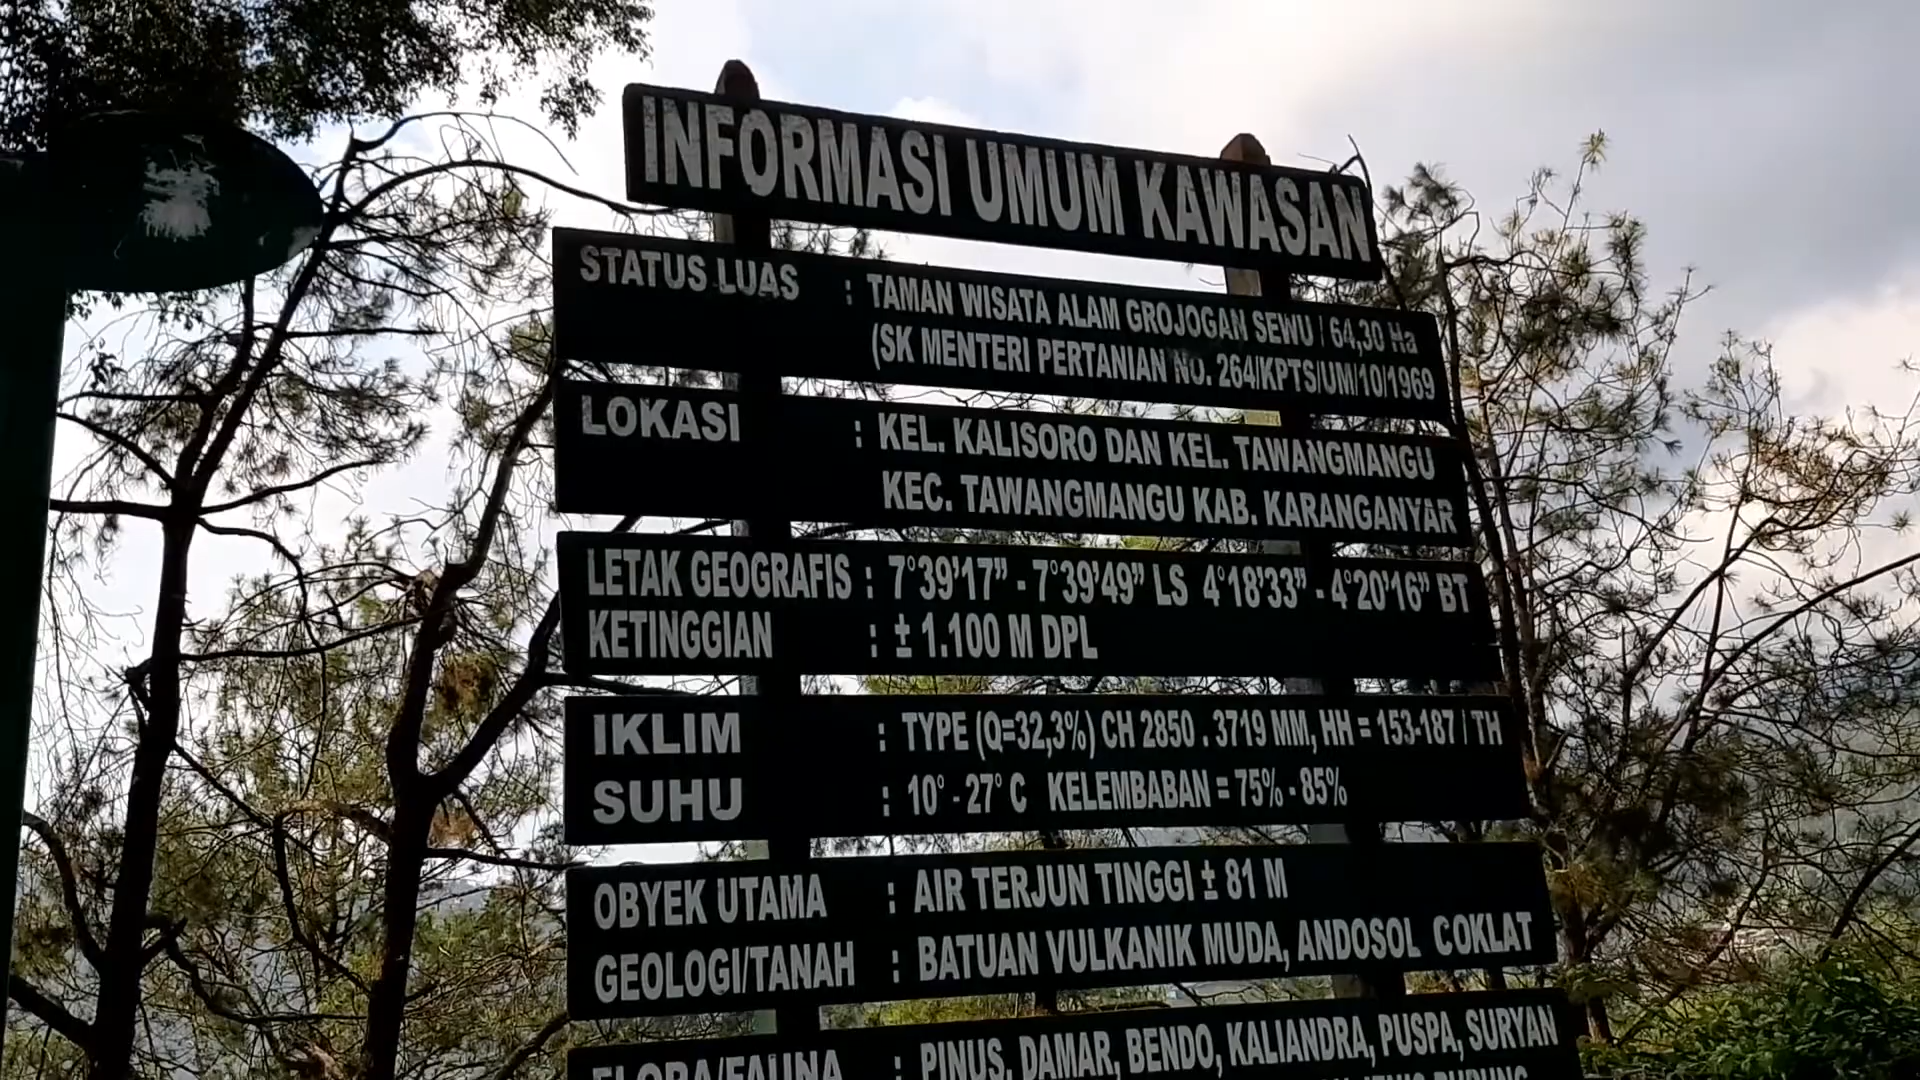 INFORMASI UMUM KAWASAN
STATUS LUAS : TAMAN WISATA ALAM GROJOGAN SEWU / 64,30 Ha
(SK MENTERI PERTANIAN NO. 264/KPTS/UM/10/1969
LOKASI : KEL. KALISORO DAN KEL. TAWANGMANGU
KEC. TAWANGMANGU KAB. KARANGANYAR
LETAK GEOGRAFIS : 7°39'17" - 7°39'49" LS 4°18'33" - 4°20'16" BT
KETINGGIAN : ± 1.100 M DPL
IKLIM : TYPE (Q=32,3%) CH 2850 . 3719 MM, HH = 153-187 / TH
SUHU : 10° - 27° C KELEMBABAN = 75% - 85%
OBYEK UTAMA : AIR TERJUN TINGGI ± 81 M
GEOLOGI/TANAH : BATUAN VULKANIK MUDA, ANDOSOL COKLAT
FLORA/FAUNA : PINUS, DAMAR, BENDO, KALIANDRA, PUSPA, SURYAN